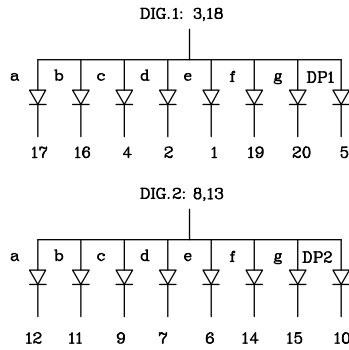 DIG.1: 3,18
a b c d e f g DP1
17 16 4 2 1 19 20 5
DIG.2: 8,13
a b c d e f g DP2
12 11 9 7 6 14 15 10